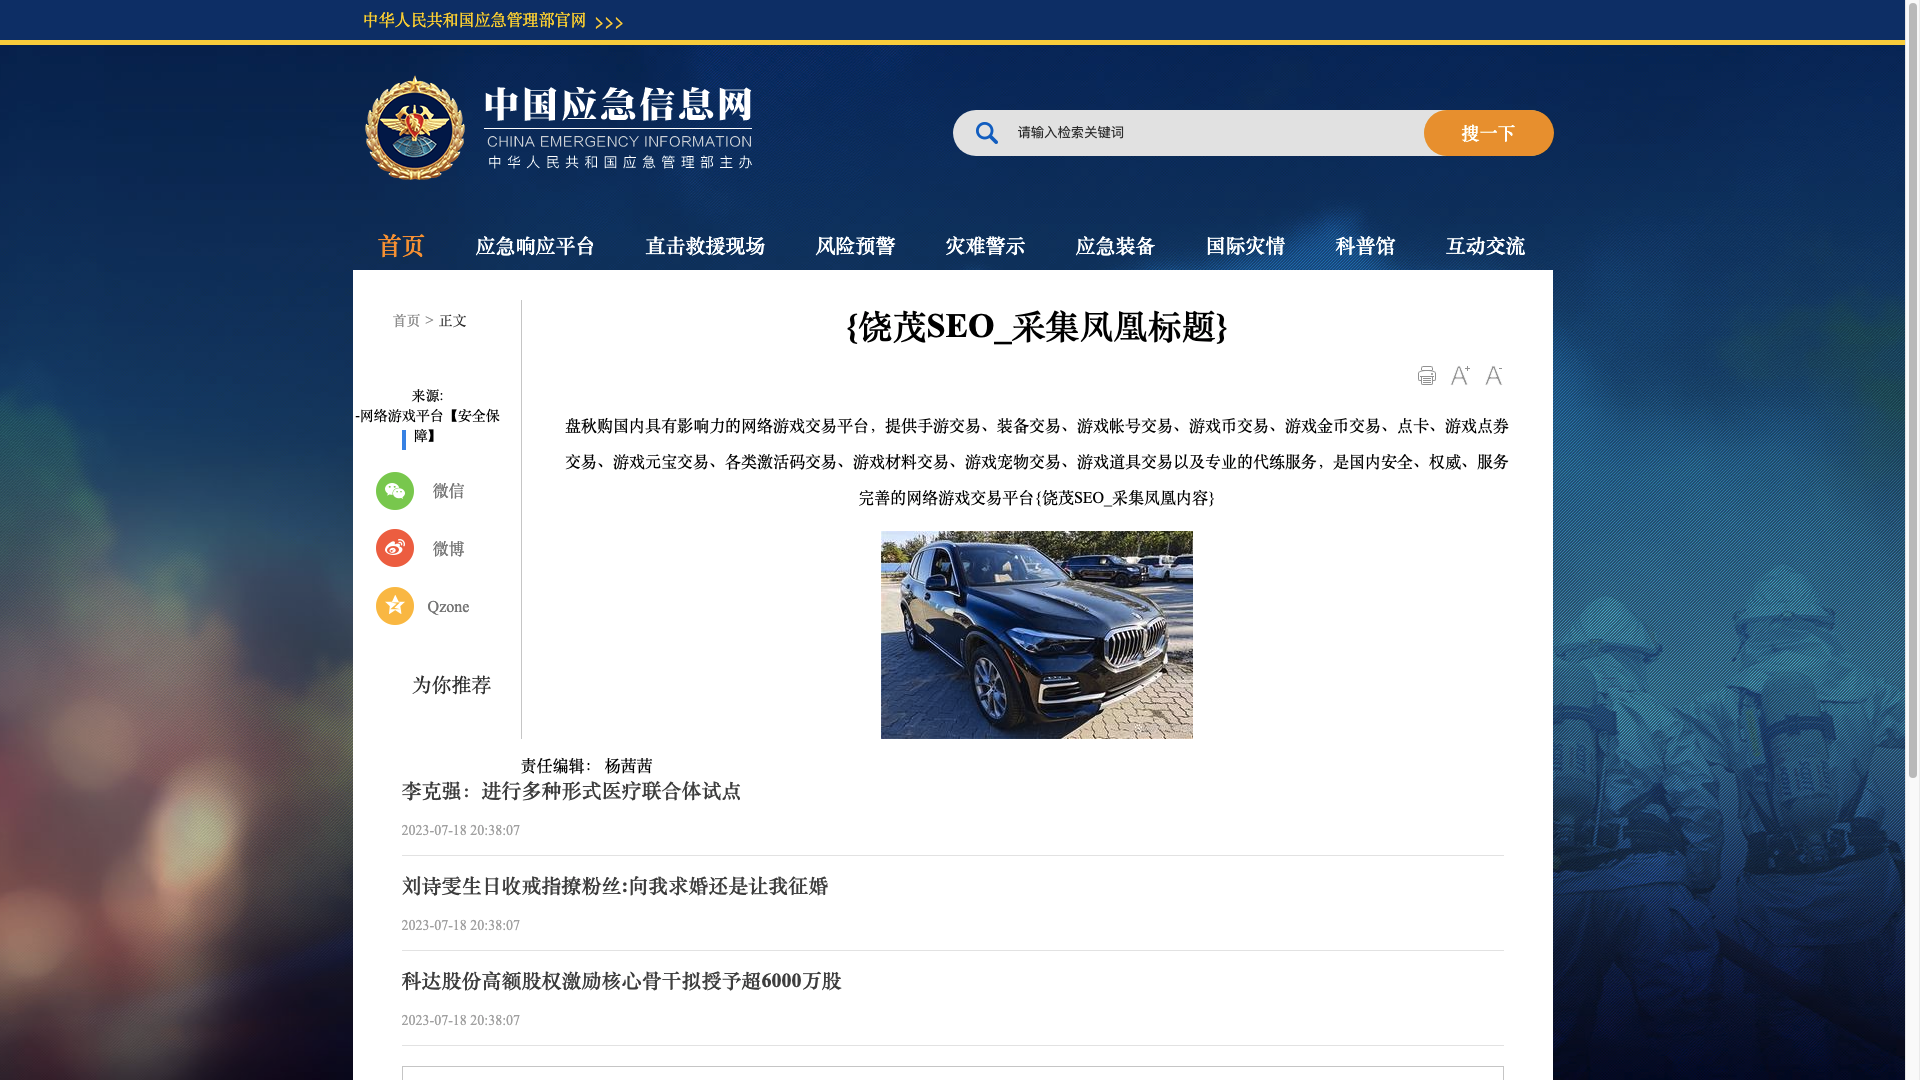 中华人民共和国应急管理部官网 >>>
中国应急信息网
CHINA EMERGENCY INFORMATION
中华人民共和国应急管理部主办
请输入检索关键词
搜一下
首页 应急响应平台 直击救援现场 风险预警 灾难警示 应急装备 国际灾情 科普馆 互动交流
首页 > 正文
{饶茂SEO_采集凤凰标题}
A+ A-
来源:
-网络游戏平台【安全保
障】
微信
微博
Qzone
为你推荐
盘秋购国内具有影响力的网络游戏交易平台，提供手游交易、装备交易、游戏帐号交易、游戏币交易、游戏金币交易、点卡、游戏点券
交易、游戏元宝交易、各类激活码交易、游戏材料交易、游戏宠物交易、游戏道具交易以及专业的代练服务，是国内安全、权威、服务
完善的网络游戏交易平台{饶茂SEO_采集凤凰内容}
责任编辑： 杨茜茜
李克强：进行多种形式医疗联合体试点
2023-07-18 20:38:07
刘诗雯生日收戒指撩粉丝:向我求婚还是让我征婚
2023-07-18 20:38:07
科达股份高额股权激励核心骨干拟授予超6000万股
2023-07-18 20:38:07